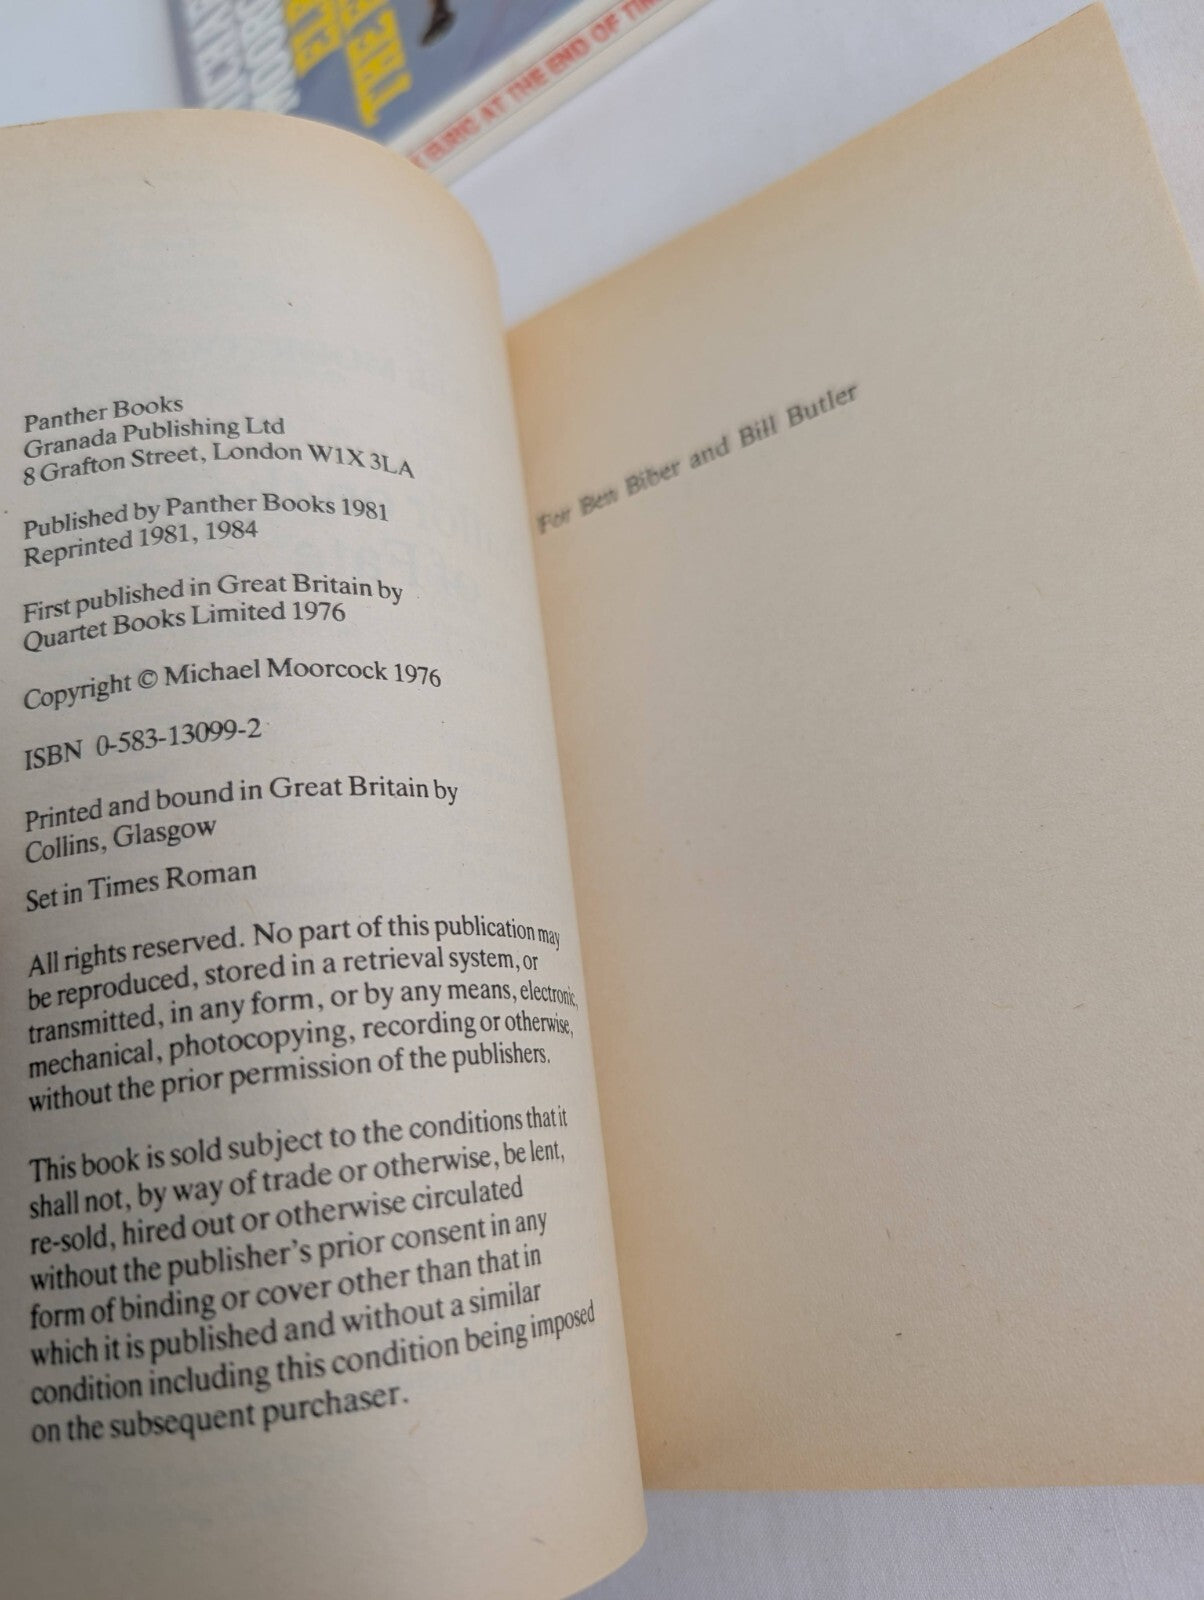 THE
EURIC AT THE END OF TIM
Panther Books
Granada Publishing Ltd
8 Grafton Street, London W1X 3LA
Published by Panther Books 1981
Reprinted 1981, 1984
First published in Great Britain by
Quartet Books Limited 1976
Copyright © Michael Moorcock 1976
ISBN 0-583-13099-2
Printed and bound in Great Britain by
Collins, Glasgow
Set in Times Roman
All rights reserved. No part of this publication may
be reproduced, stored in a retrieval system, or
transmitted, in any form, or by any means, electronic,
mechanical, photocopying, recording or otherwise,
without the prior permission of the publishers.
This book is sold subject to the conditions that it
shall not, by way of trade or otherwise, be lent,
re-sold, hired out or otherwise circulated
without the publisher's prior consent in any
form of binding or cover other than that in
which it is published and without a similar
condition including this condition being imposed
on the subsequent purchaser.
For Ben Biber and Bill Butler